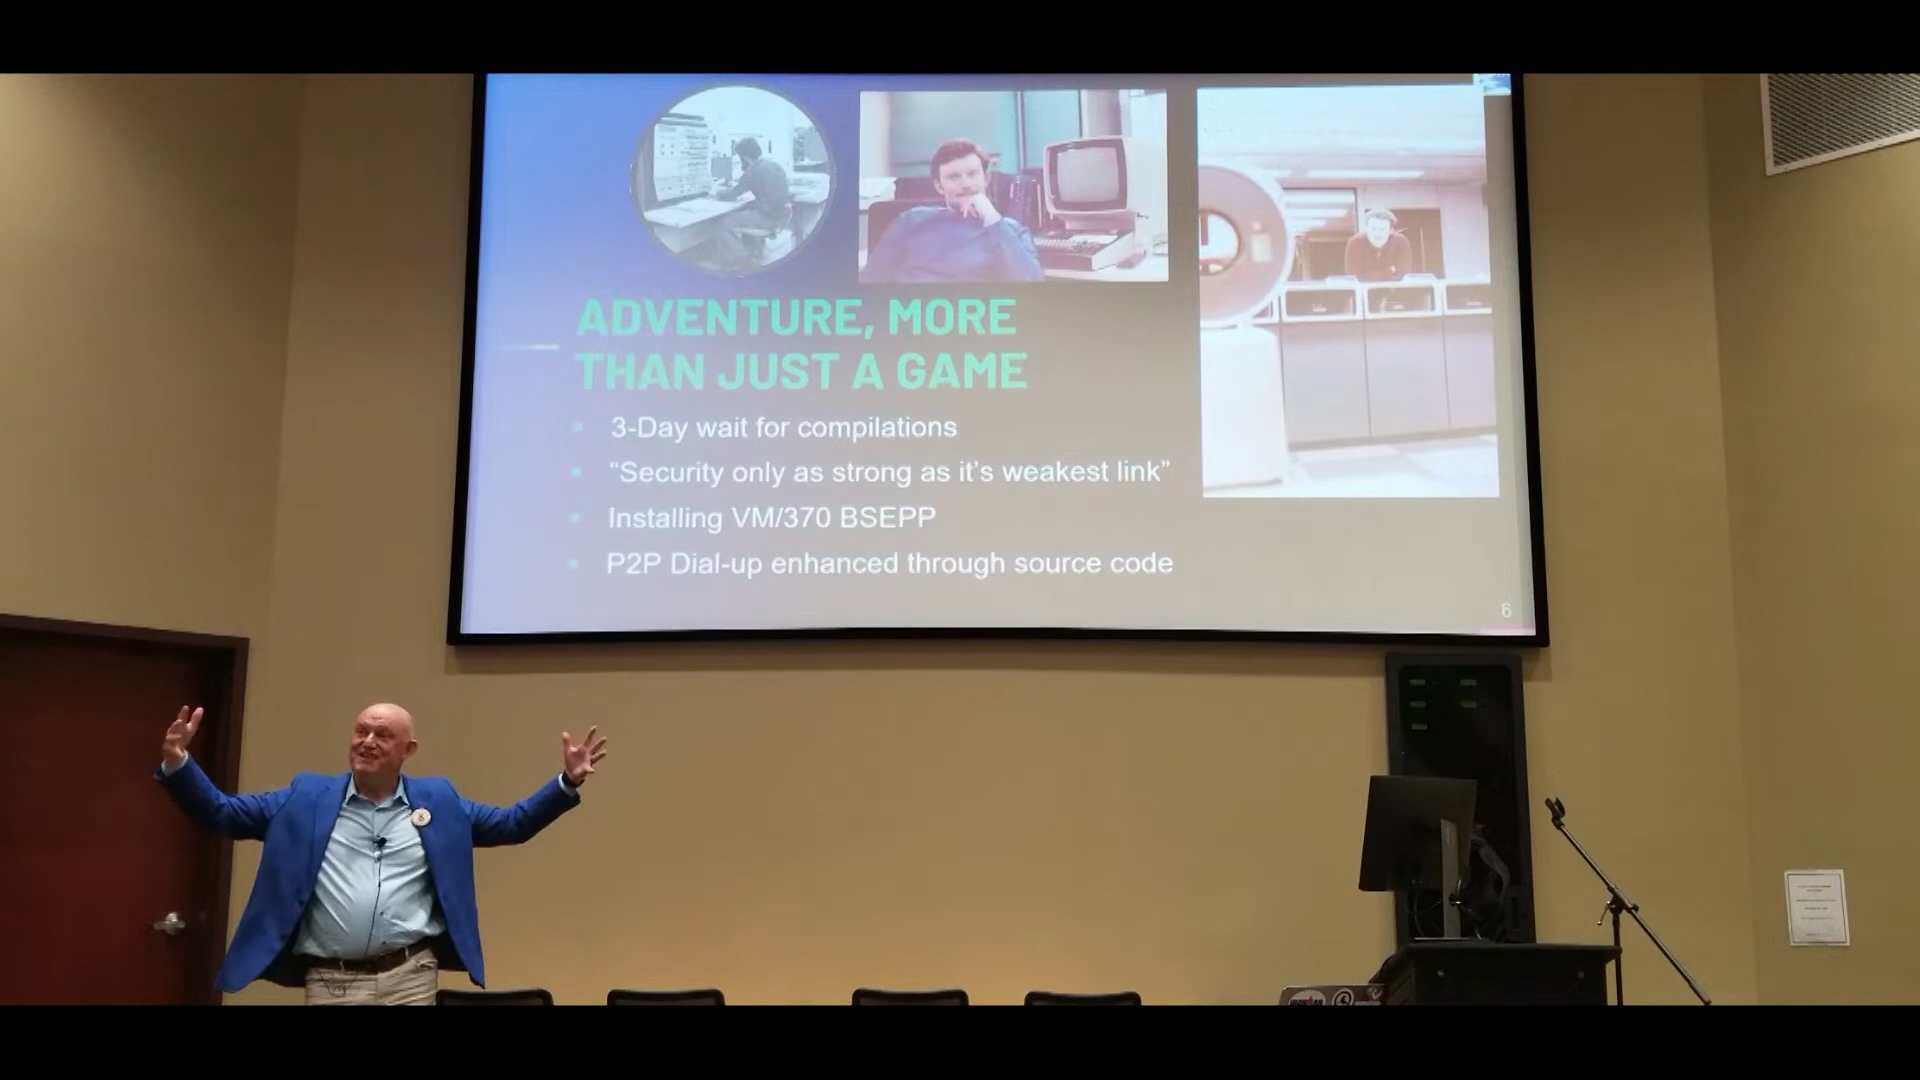 ADVENTURE, MORE
THAN JUST A GAME
3-Day wait for compilations
“Security only as strong as it’s weakest link”
Installing VM/370 BSEPP
P2P Dial-up enhanced through source code
6